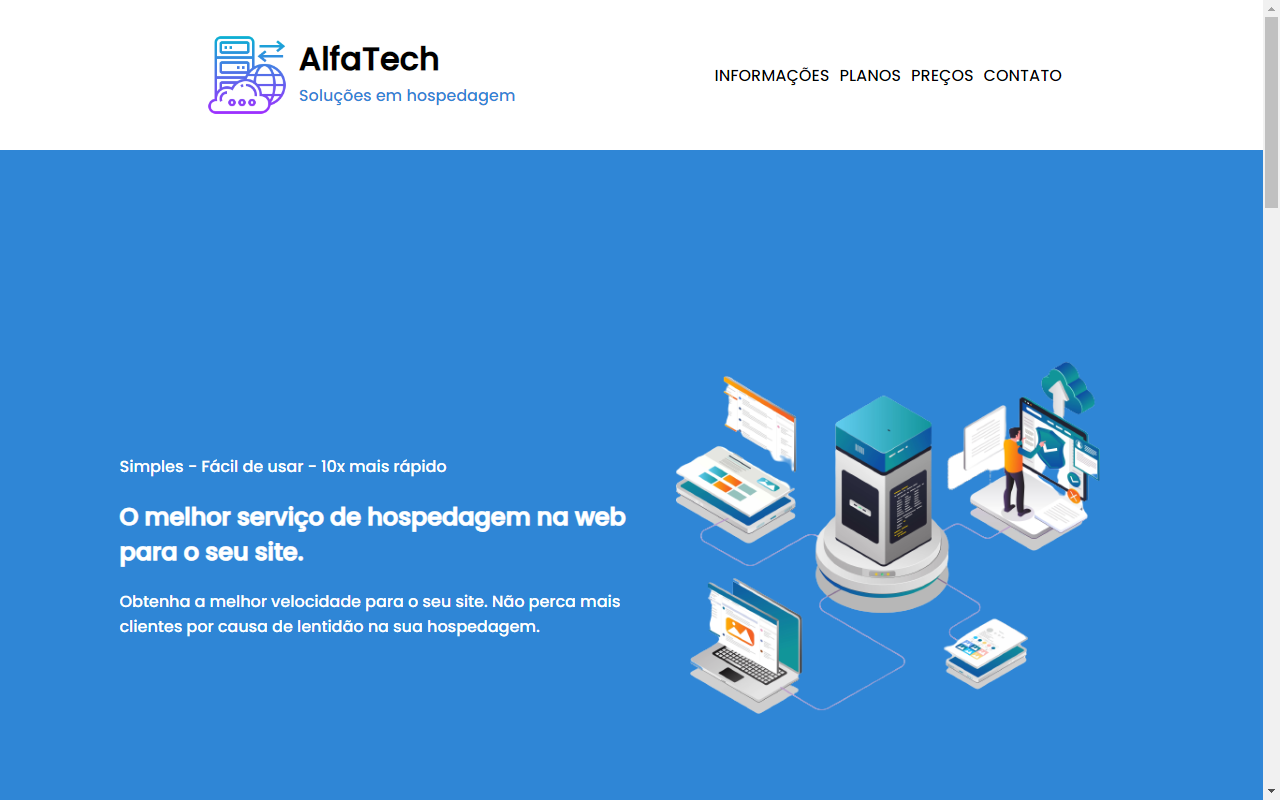 AlfaTech
Soluções em hospedagem
INFORMAÇÕES PLANOS PREÇOS CONTATO
Simples - Fácil de usar - 10x mais rápido
O melhor serviço de hospedagem na web
para o seu site.
Obtenha a melhor velocidade para o seu site. Não perca mais
clientes por causa de lentidão na sua hospedagem.